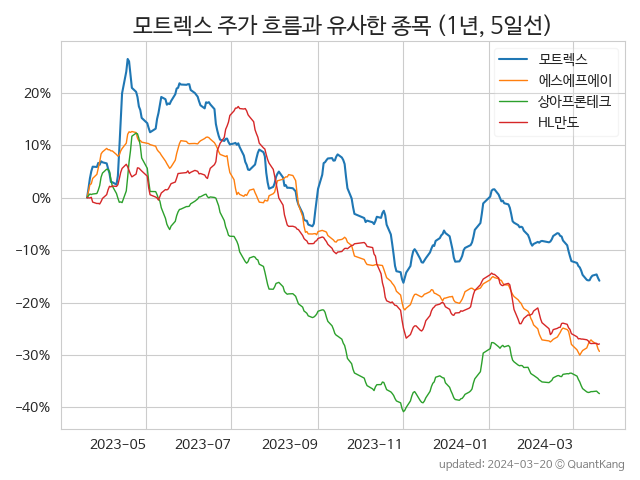 모트렉스 주가 흐름과 유사한 종목 (1년, 5일선)
모트렉스
에스에프에이
상아프론테크
HL만도
20%
10%
0%
−10%
−20%
−30%
−40%
2023−05
2023−07
2023−09
2023−11
2024−01
2024−03
updated: 2024-03-20 © QuantKang